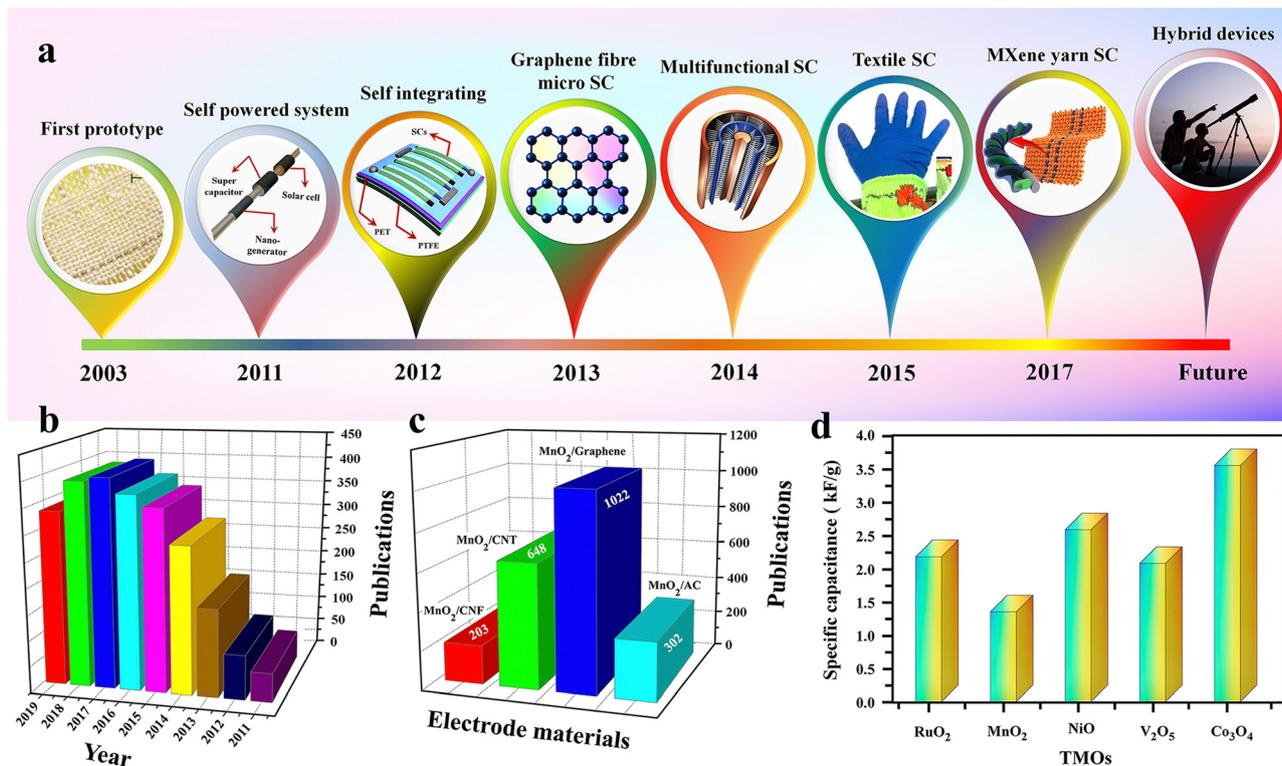 a
First prototype
Self powered system
Self integrating
Graphene fibre
micro SC
Multifunctional SC
Textile SC
MXene yarn SC
Hybrid devices
Super
capacitor
Solar cell
Nano-
generator
SCs
PET
PTFE
2003
2011
2012
2013
2014
2015
2017
Future
b
450
400
350
300
250
200
150
100
50
0
Publications
2019
2018
2017
2016
2015
2014
2013
2012
2011
Year
c
MnO₂/CNF
203
MnO₂/CNT
648
MnO₂/Graphene
1022
MnO₂/AC
302
1200
1000
800
600
400
200
0
Publications
Electrode materials
d
Specific capacitance ( kF/g)
4.0
3.5
3.0
2.5
2.0
1.5
1.0
0.5
0.0
RuO₂
MnO₂
NiO
V₂O₅
Co₃O₄
TMOs